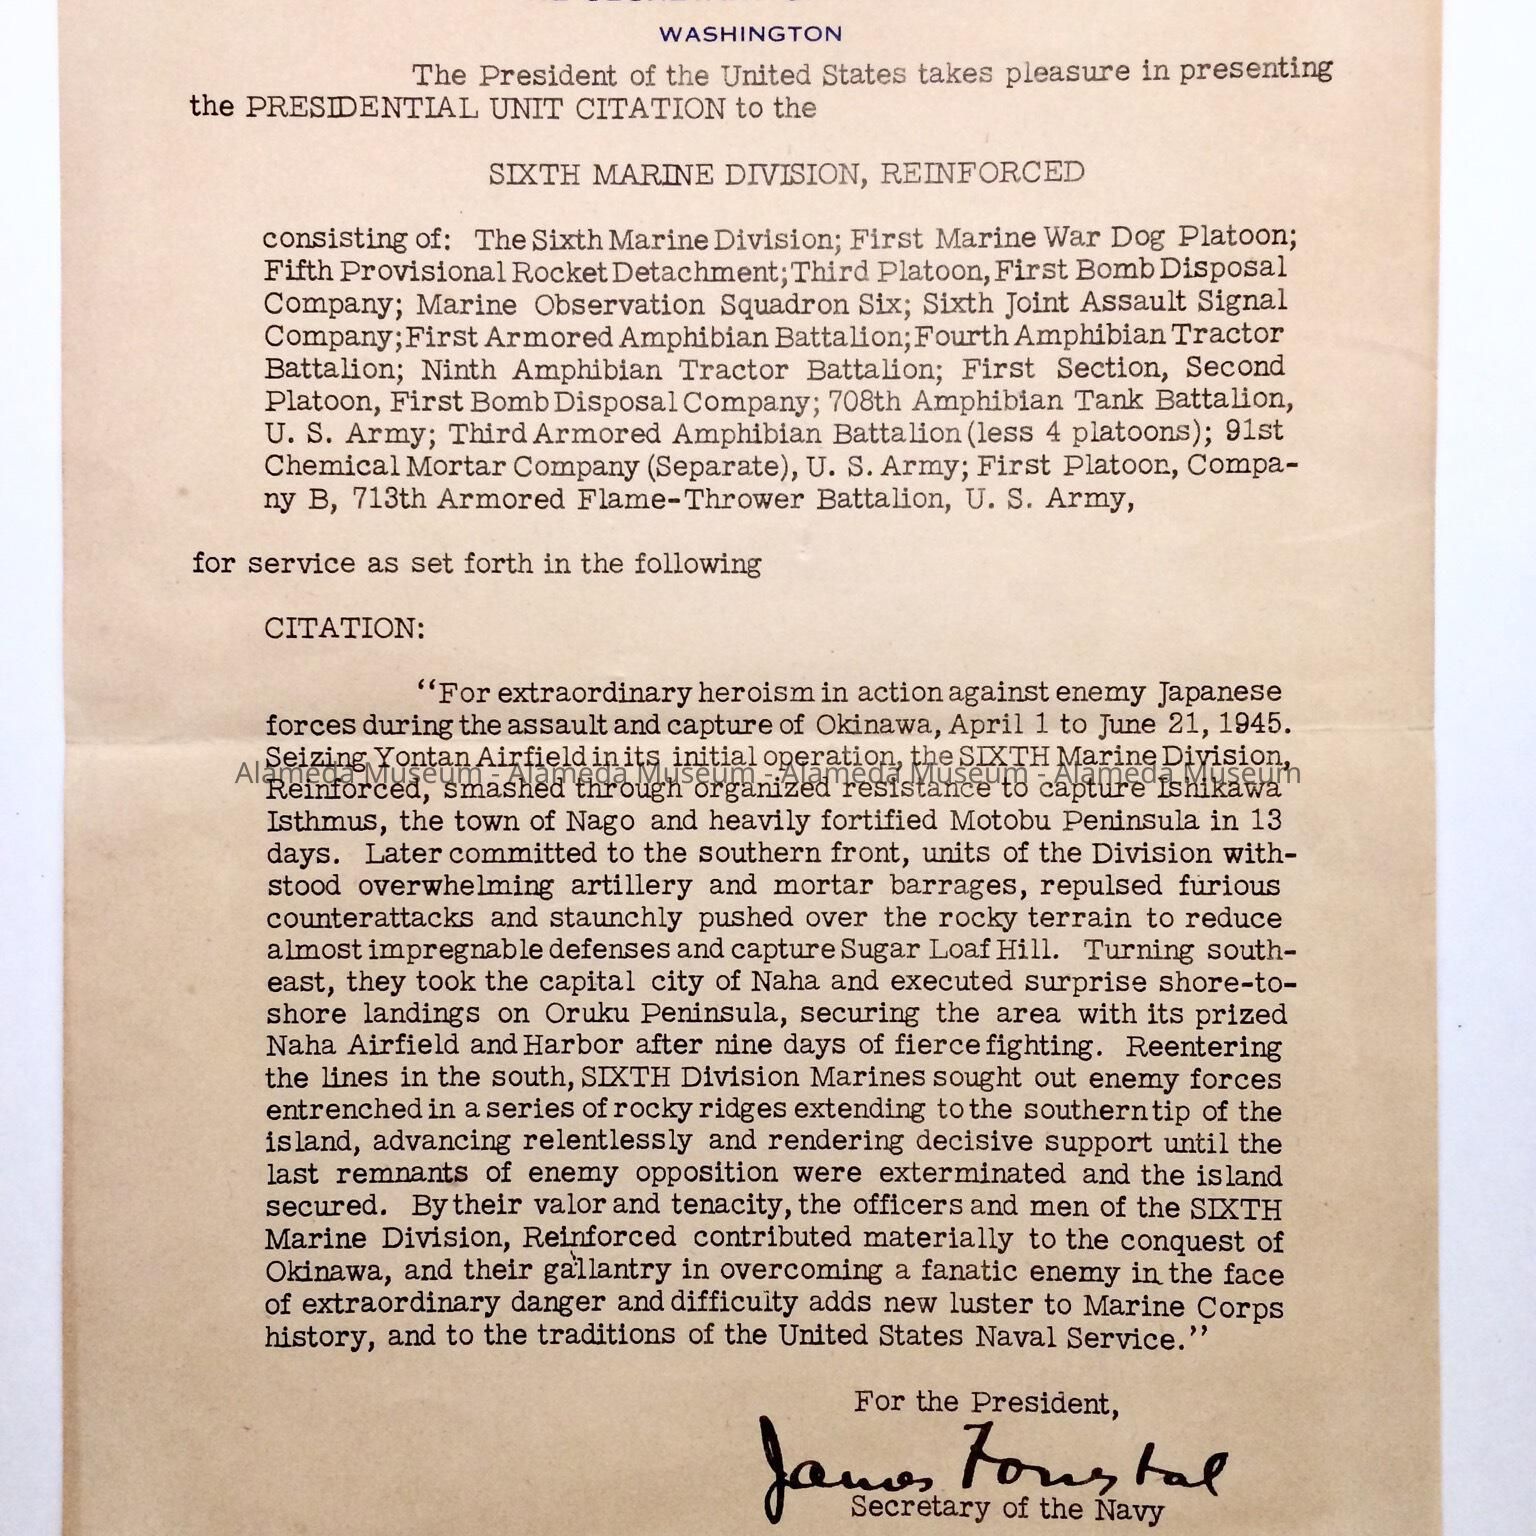 WASHINGTON
The President of the United States takes pleasure in presenting
the PRESIDENTIAL UNIT CITATION to the
SIXTH MARINE DIVISION, REINFORCED
consisting of: The Sixth Marine Division; First Marine War Dog Platoon;
Fifth Provisional Rocket Detachment; Third Platoon, First Bomb Disposal
Company; Marine Observation Squadron Six; Sixth Joint Assault Signal
Company; First Armored Amphibian Battalion; Fourth Amphibian Tractor
Battalion; Ninth Amphibian Tractor Battalion; First Section, Second
Platoon, First Bomb Disposal Company; 708th Amphibian Tank Battalion,
U. S. Army; Third Armored Amphibian Battalion (less 4 platoons); 91st
Chemical Mortar Company (Separate), U. S. Army; First Platoon, Compa-
ny B, 713th Armored Flame-Thrower Battalion, U. S. Army,
for service as set forth in the following
CITATION:
“For extraordinary heroism in action against enemy Japanese
forces during the assault and capture of Okinawa, April 1 to June 21, 1945.
Seizing Yontan Airfield in its initial operation, the SIXTH Marine Division,
Alameda Museum - Alameda Museum - Alameda Museum - Alameda Museum
Reinforced, smashed through organized resistance to capture Ishikawa
Isthmus, the town of Nago and heavily fortified Motobu Peninsula in 13
days. Later committed to the southern front, units of the Division with-
stood overwhelming artillery and mortar barrages, repulsed furious
counterattacks and staunchly pushed over the rocky terrain to reduce
almost impregnable defenses and capture Sugar Loaf Hill. Turning south-
east, they took the capital city of Naha and executed surprise shore-to-
shore landings on Oruku Peninsula, securing the area with its prized
Naha Airfield and Harbor after nine days of fierce fighting. Reentering
the lines in the south, SIXTH Division Marines sought out enemy forces
entrenched in a series of rocky ridges extending to the southern tip of the
island, advancing relentlessly and rendering decisive support until the
last remnants of enemy opposition were exterminated and the island
secured. By their valor and tenacity, the officers and men of the SIXTH
Marine Division, Reinforced contributed materially to the conquest of
Okinawa, and their gallantry in overcoming a fanatic enemy in the face
of extraordinary danger and difficulty adds new luster to Marine Corps
history, and to the traditions of the United States Naval Service.”
For the President,
James Forrestal
Secretary of the Navy